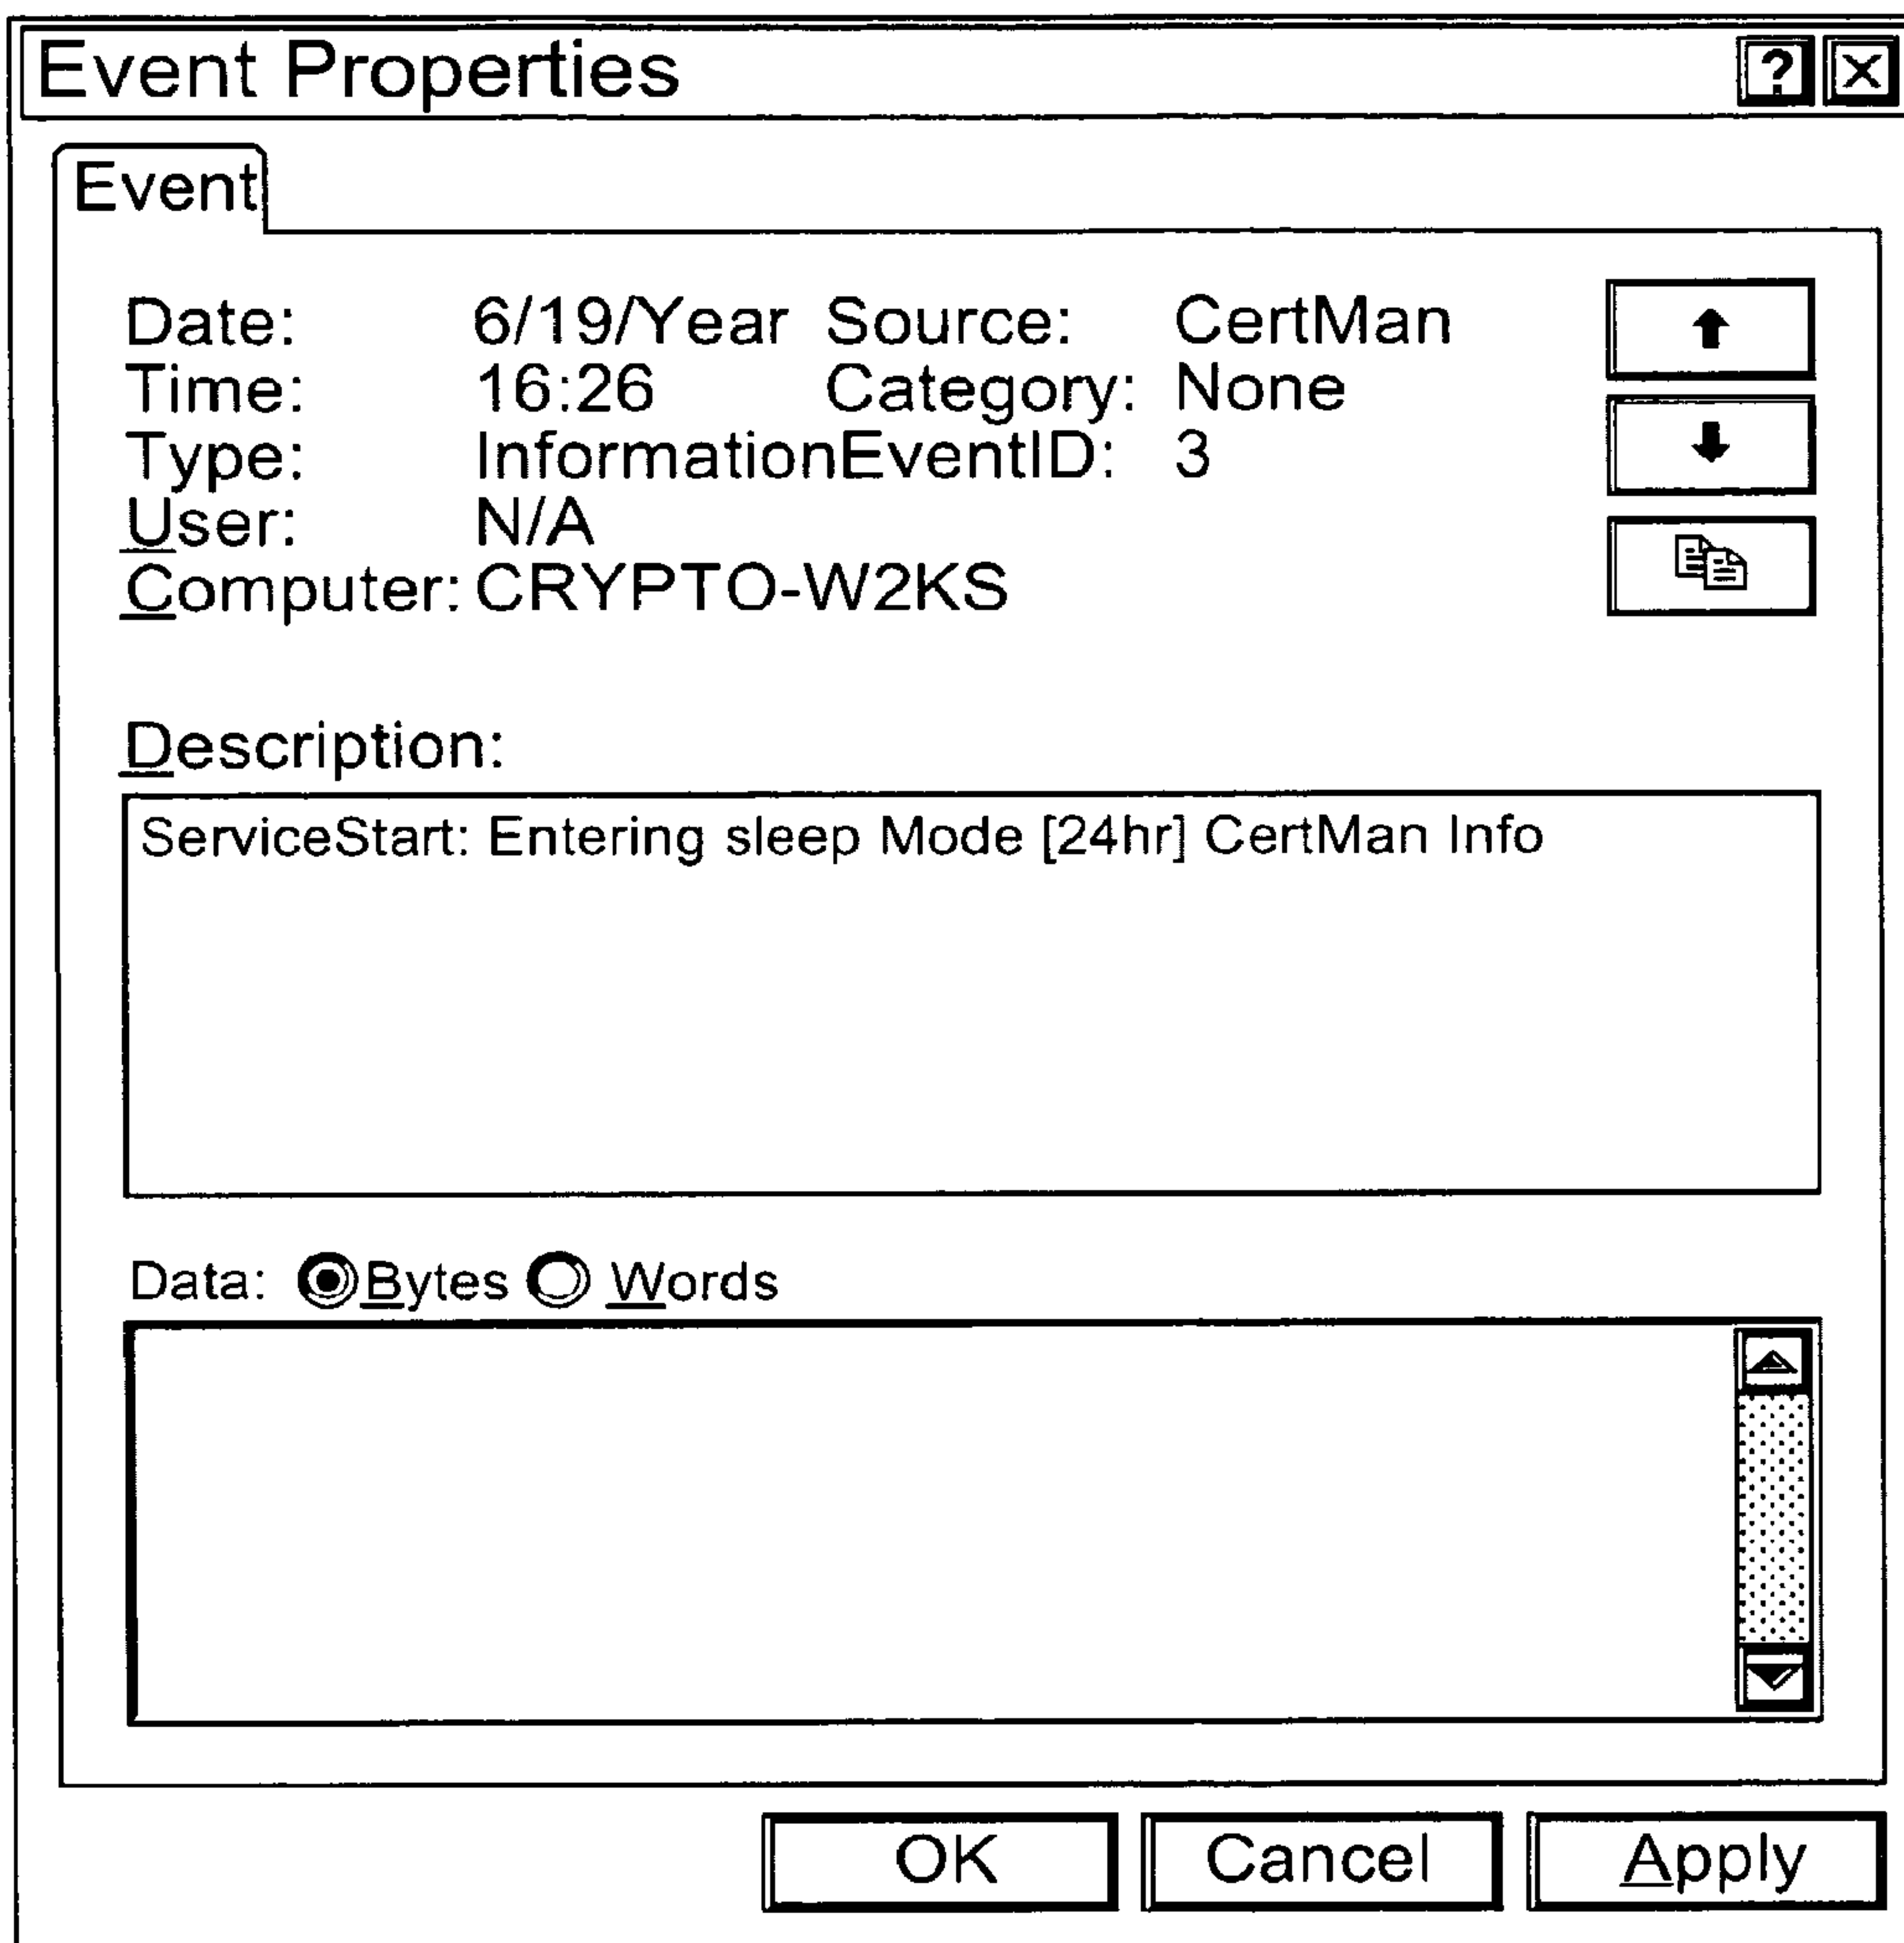 Event Properties
?
Event
Date: 6/19/Year Source: CertMan
Time: 16:26 Category: None
Type: InformationEventID: 3
User: N/A
Computer: CRYPTO-W2KS
Description:
ServiceStart: Entering sleep Mode [24hr] CertMan Info
Data: Bytes Words
OK Cancel Apply